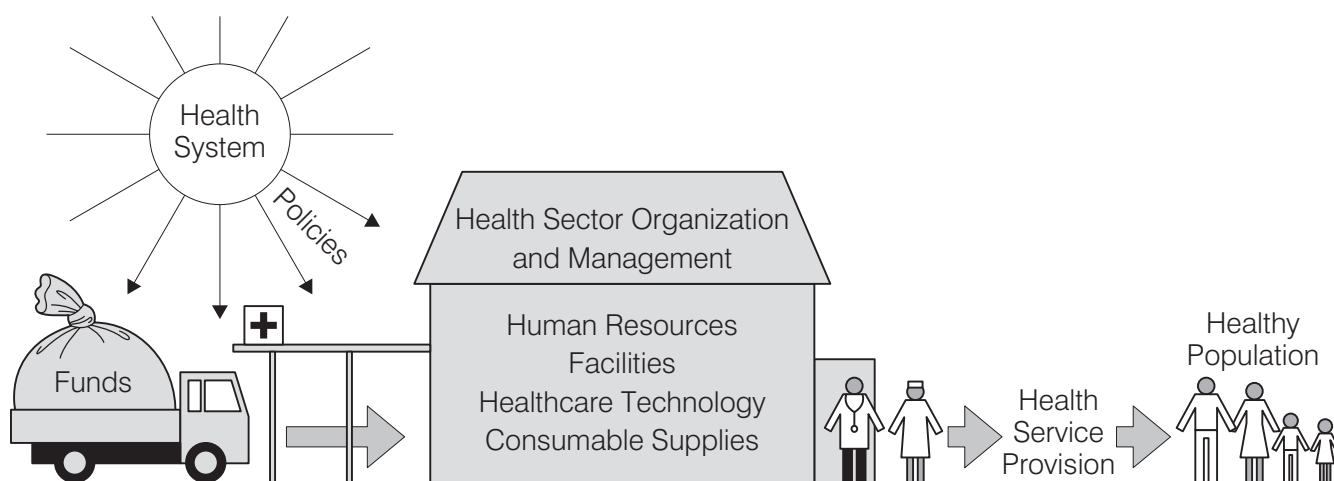 Health
System
Policies
Health Sector Organization
and Management
Funds
Human Resources
Facilities
Healthcare Technology
Consumable Supplies
Health
Service
Provision
Healthy
Population